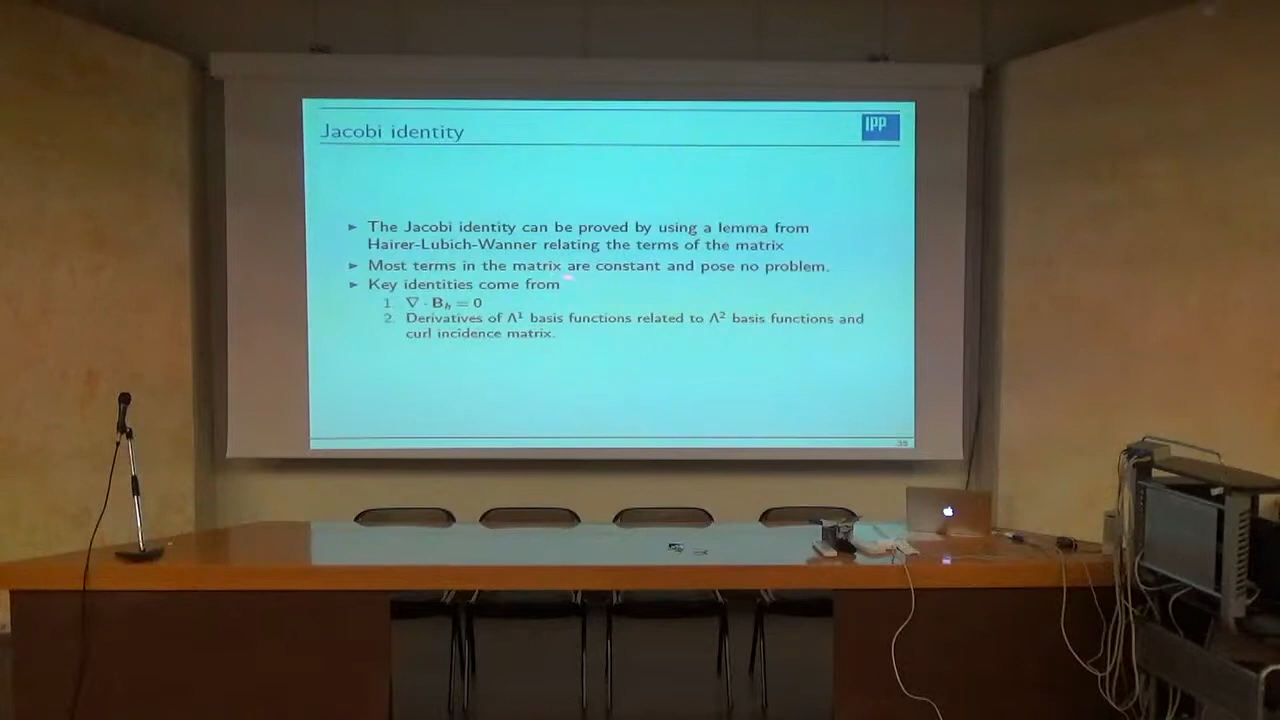 Jacobi identity
IPP
► The Jacobi identity can be proved by using a lemma from
Hairer-Lubich-Wanner relating the terms of the matrix
► Most terms in the matrix are constant and pose no problem.
► Key identities come from
1. ∇ · B_h = 0
2. Derivatives of Λ¹ basis functions related to Λ² basis functions and
curl incidence matrix.